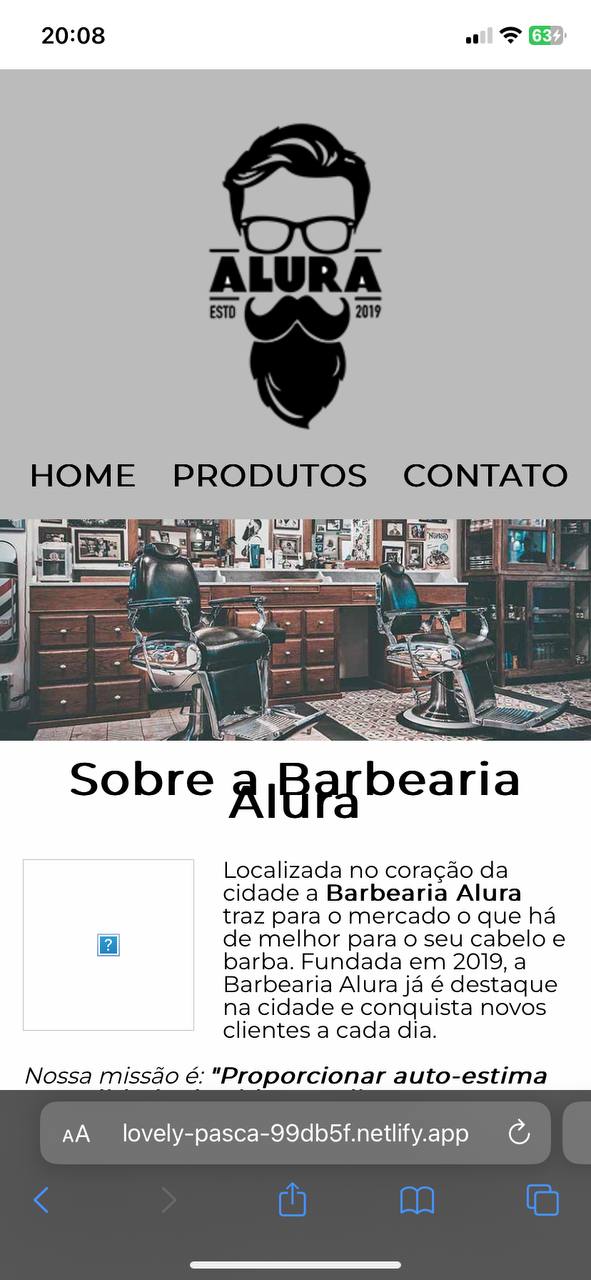 20:08
63
ALURA
ESTD 2019
HOME PRODUTOS CONTATO
Sobre a Barbearia
Alura
Localizada no coração da
cidade a Barbearia Alura
traz para o mercado o que há
de melhor para o seu cabelo e
barba. Fundada em 2019, a
Barbearia Alura já é destaque
na cidade e conquista novos
clientes a cada dia.
Nossa missão é: "Proporcionar auto-estima
AA lovely-pasca-99db5f.netlify.app